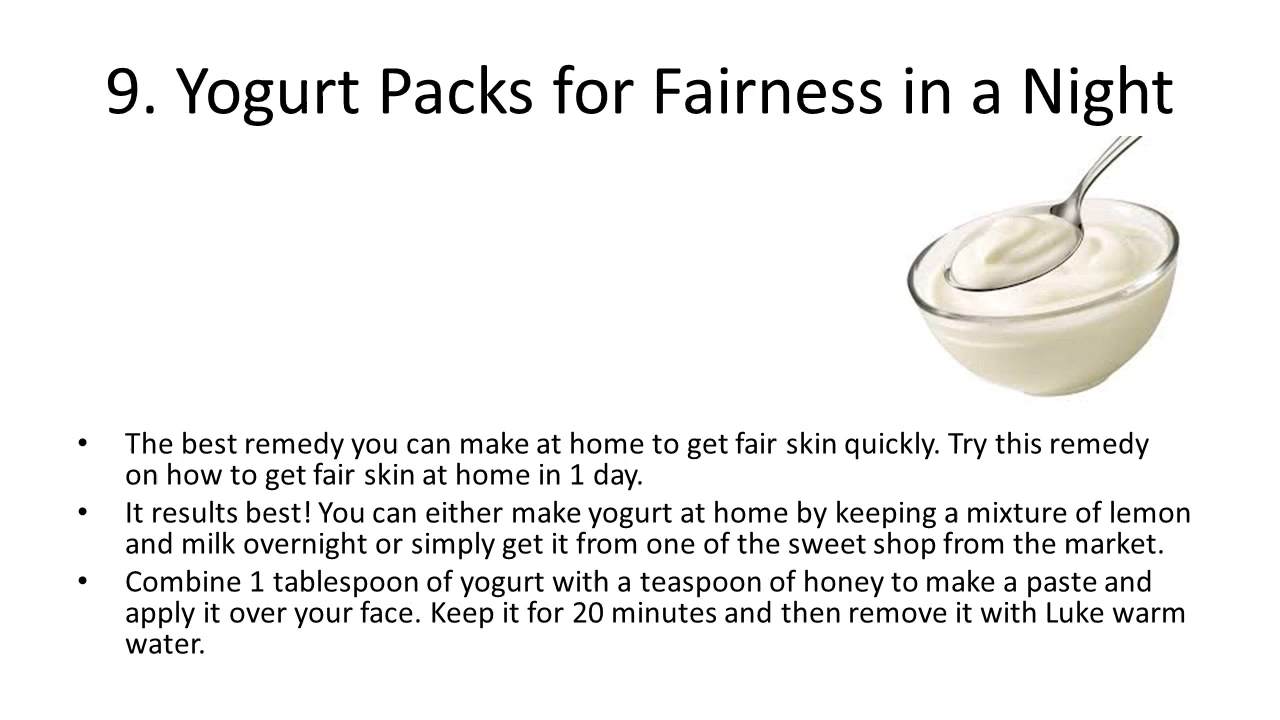 9. Yogurt Packs for Fairness in a Night
• The best remedy you can make at home to get fair skin quickly. Try this remedy
on how to get fair skin at home in 1 day.
• It results best! You can either make yogurt at home by keeping a mixture of lemon
and milk overnight or simply get it from one of the sweet shop from the market.
• Combine 1 tablespoon of yogurt with a teaspoon of honey to make a paste and
apply it over your face. Keep it for 20 minutes and then remove it with Luke warm
water.